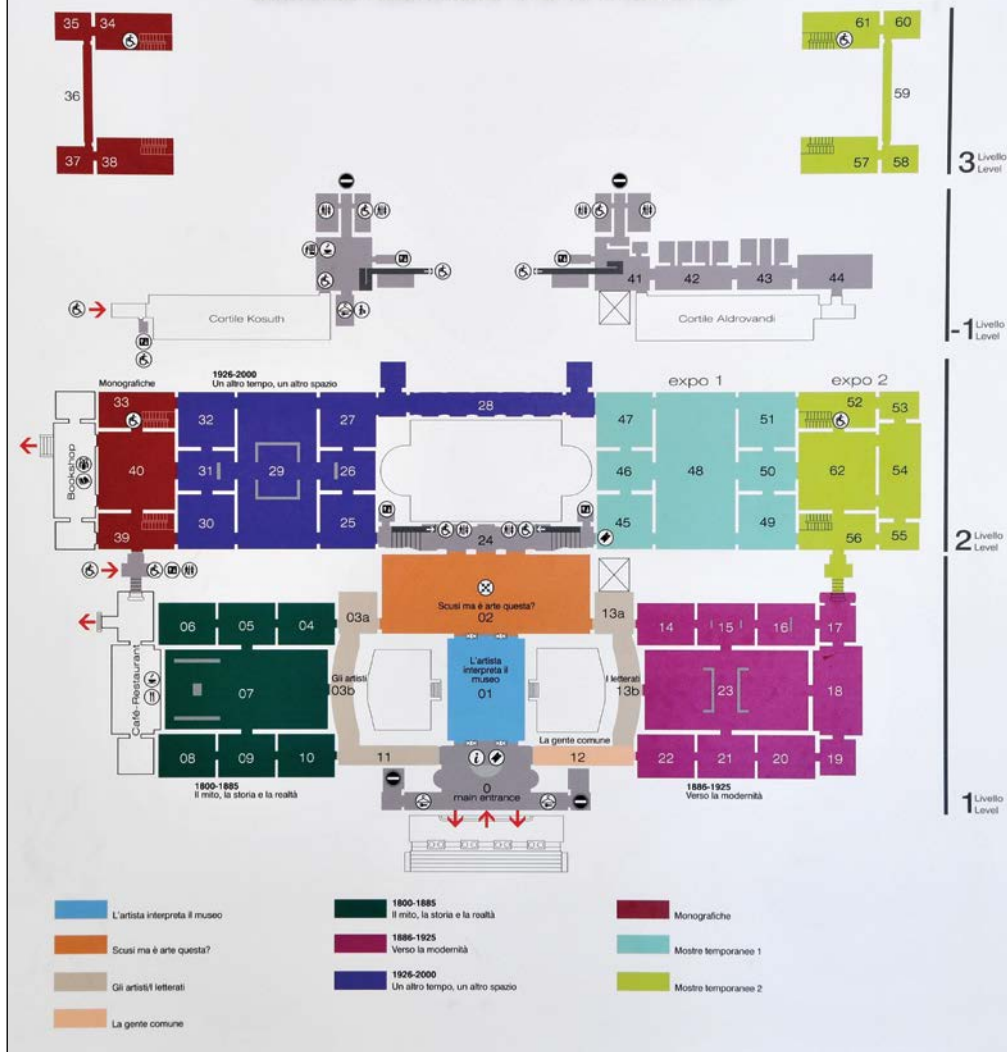 35 34
61 60
36
59
37 38
57 58
3 Livello
Level
41 42 43 44
Cortile Kosuth
Cortile Aldrovandi
-1 Livello
Level
1926-2000
Un altro tempo, un altro spazio
Monografiche
expo 1
expo 2
33
32
27
28
47
51
52
53
Bookshop
40
31
29
26
46
48
50
62
54
39
30
25
24
45
49
56
55
2 Livello
Level
06
05
04
03a
Scusi ma è arte questa?
02
13a
14
15
16
17
Café-Restaurant
07
Gli artisti
03b
L'artista
interpreta il
museo
01
I letterati
13b
23
18
La gente comune
08
09
10
11
12
22
21
20
19
0
main entrance
1800-1885
Il mito, la storia e la realtà
1886-1925
Verso la modernità
1 Livello
Level
L'artista interpreta il museo
Scusi ma è arte questa?
Gli artisti/I letterati
La gente comune
1800-1885
Il mito, la storia e la realtà
1886-1925
Verso la modernità
1926-2000
Un altro tempo, un altro spazio
Monografiche
Mostre temporanee 1
Mostre temporanee 2